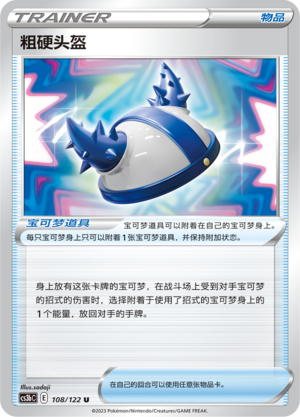 TRAINER
物品
粗硬头盔
宝可梦道具
宝可梦道具可以附着在自己的宝可梦身上。
每只宝可梦身上只可以附着1张宝可梦道具,并保持附加状态。
身上放有这张卡牌的宝可梦,在战斗场上受到对手宝可梦
的招式的伤害时,选择附着于使用了招式的宝可梦身上的
1个能量,放回对手的手牌。
Illus.sadaji
cs3bC E 108/122 U
在自己的回合可以使用任意张物品卡。
©2023 Pokémon/Nintendo/Creatures/GAME FREAK.